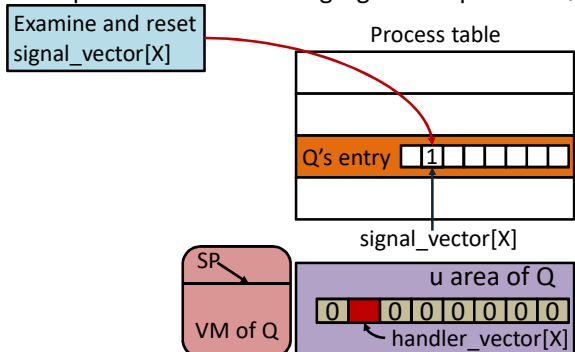 Examine and reset
signal_vector[X]
Process table
Q's entry 1
signal_vector[X]
SP
VM of Q
u area of Q
0 0 0 0 0 0 0
handler_vector[X]